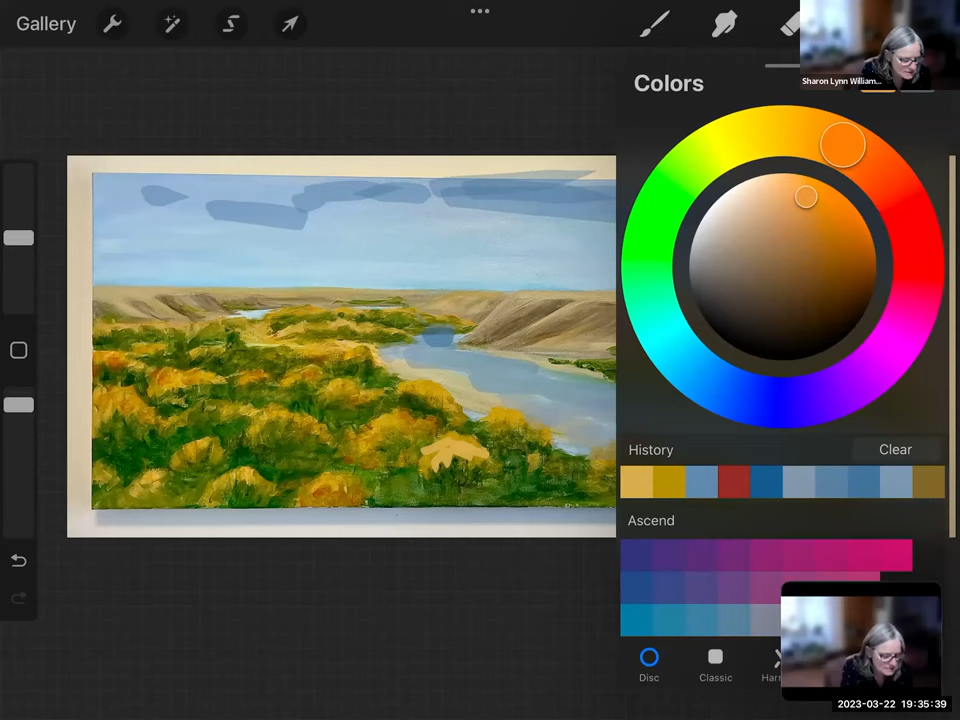 Gallery
Sharon Lynn William...
Colors
History
Clear
Ascend
Disc
Classic
2023-03-22 19:35:39